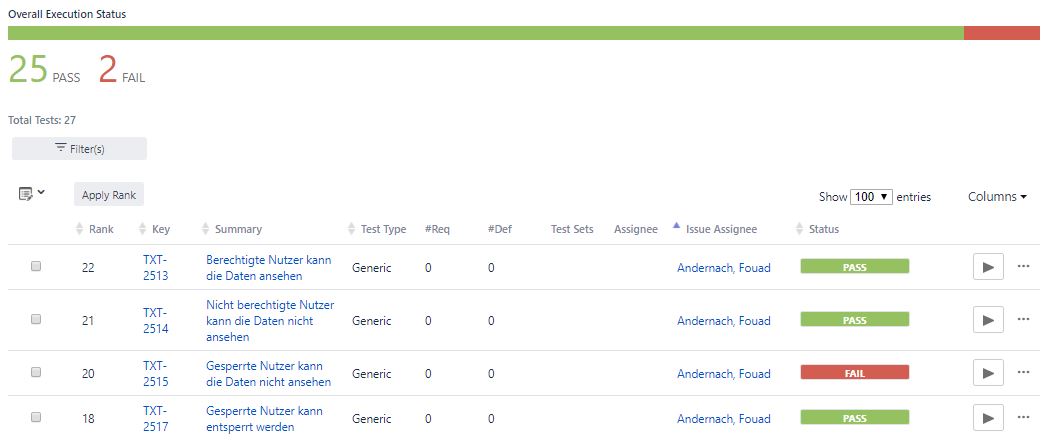 Overall Execution Status
25 PASS 2 FAIL
Total Tests: 27
Filter(s)
Apply Rank
Show 100 entries Columns
Rank Key Summary Test Type #Req #Def Test Sets Assignee Issue Assignee Status
22 TXT-2513 Berechtigte Nutzer kann die Daten ansehen Generic 0 0 Andernach, Fouad PASS
21 TXT-2514 Nicht berechtigte Nutzer kann die Daten nicht ansehen Generic 0 0 Andernach, Fouad PASS
20 TXT-2515 Gesperrte Nutzer kann die Daten nicht ansehen Generic 0 0 Andernach, Fouad FAIL
18 TXT-2517 Gesperrte Nutzer kann entsperrt werden Generic 0 0 Andernach, Fouad PASS